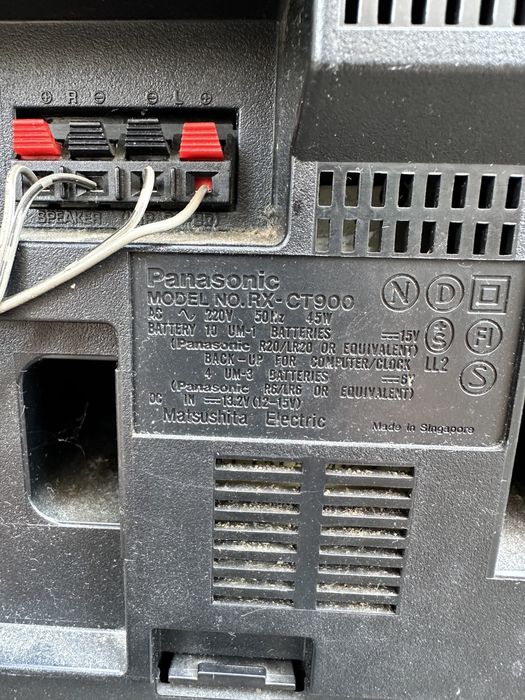 ⊕ R ⊖ ⊖ L ⊕
SPEAKER
Panasonic
MODEL NO. RX-CT900
AC ∿ 220V, 50Hz 45W
BATTERY 10 UM-1 BATTERIES ⎓15V
(Panasonic R20/LR20 OR EQUIVALENT)
BACK-UP FOR COMPUTER/CLOCK
4 UM-3 BATTERIES ⎓6V
(Panasonic R6/LR6 OR EQUIVALENT)
DC IN ⎓13.2V (12-15V)
Matsushita Electric
Made in Singapore
N D
S FI
LL2
S